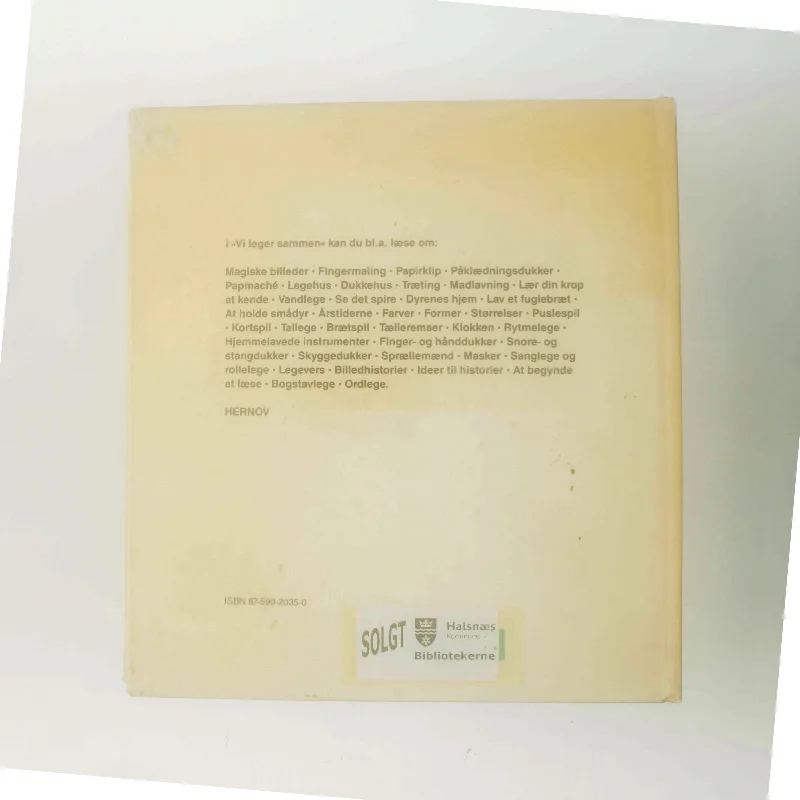 I »Vi leger sammen« kan du bl.a. læse om:
Magiske billeder · Fingermaling · Papirklip · Påklædningsdukker ·
Papmaché · Legehus · Dukkehus · Træting · Madlavning · Lær din krop
at kende · Vandlege · Se det spire · Dyrenes hjem · Lav et fuglebræt ·
At holde smådyr · Årstiderne · Farver · Former · Størrelser · Puslespil
· Kortspil · Tallege · Brætspil · Tælleremser · Klokken · Rytmelege ·
Hjemmelavede instrumenter · Finger- og hånddukker · Snore- og
stangdukker · Skyggedukker · Sprællemænd · Masker · Sanglege og
rollelege · Legevers · Billedhistorier · Ideer til historier · At begynde
at læse · Bogstavlege · Ordlege.
HERNOV
ISBN 87-590-2035-0
SOLGT
Halsnæs
Kommune
Bibliotekerne